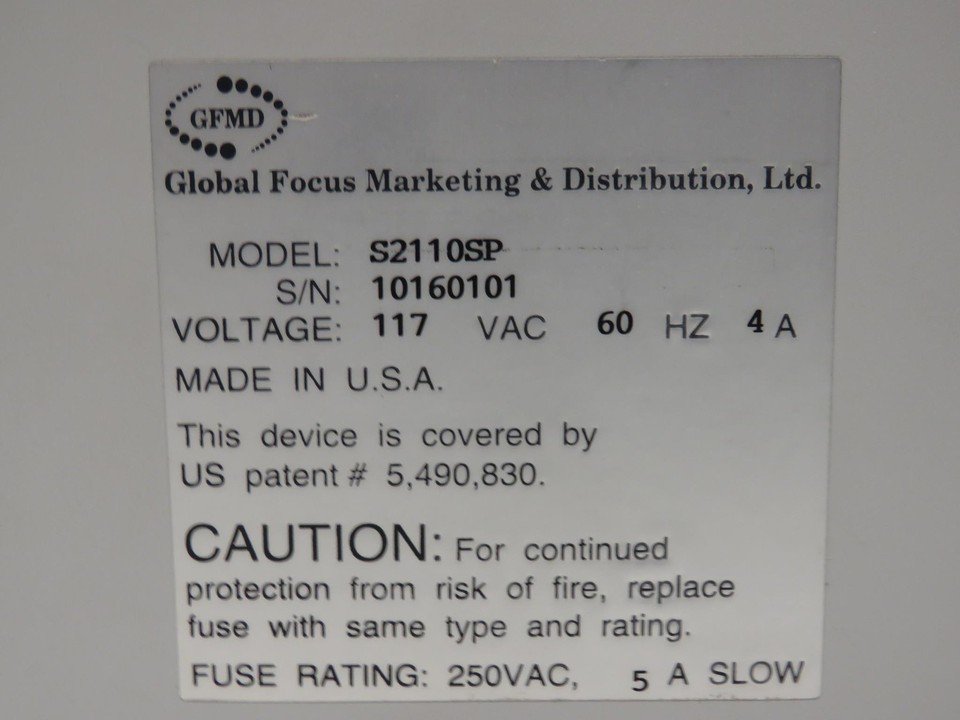 GFMD
Global Focus Marketing & Distribution, Ltd.
MODEL: S2110SP
S/N: 10160101
VOLTAGE: 117 VAC 60 HZ 4 A
MADE IN U.S.A.
This device is covered by
US patent # 5,490,830.
CAUTION: For continued
protection from risk of fire, replace
fuse with same type and rating.
FUSE RATING: 250VAC, 5 A SLOW